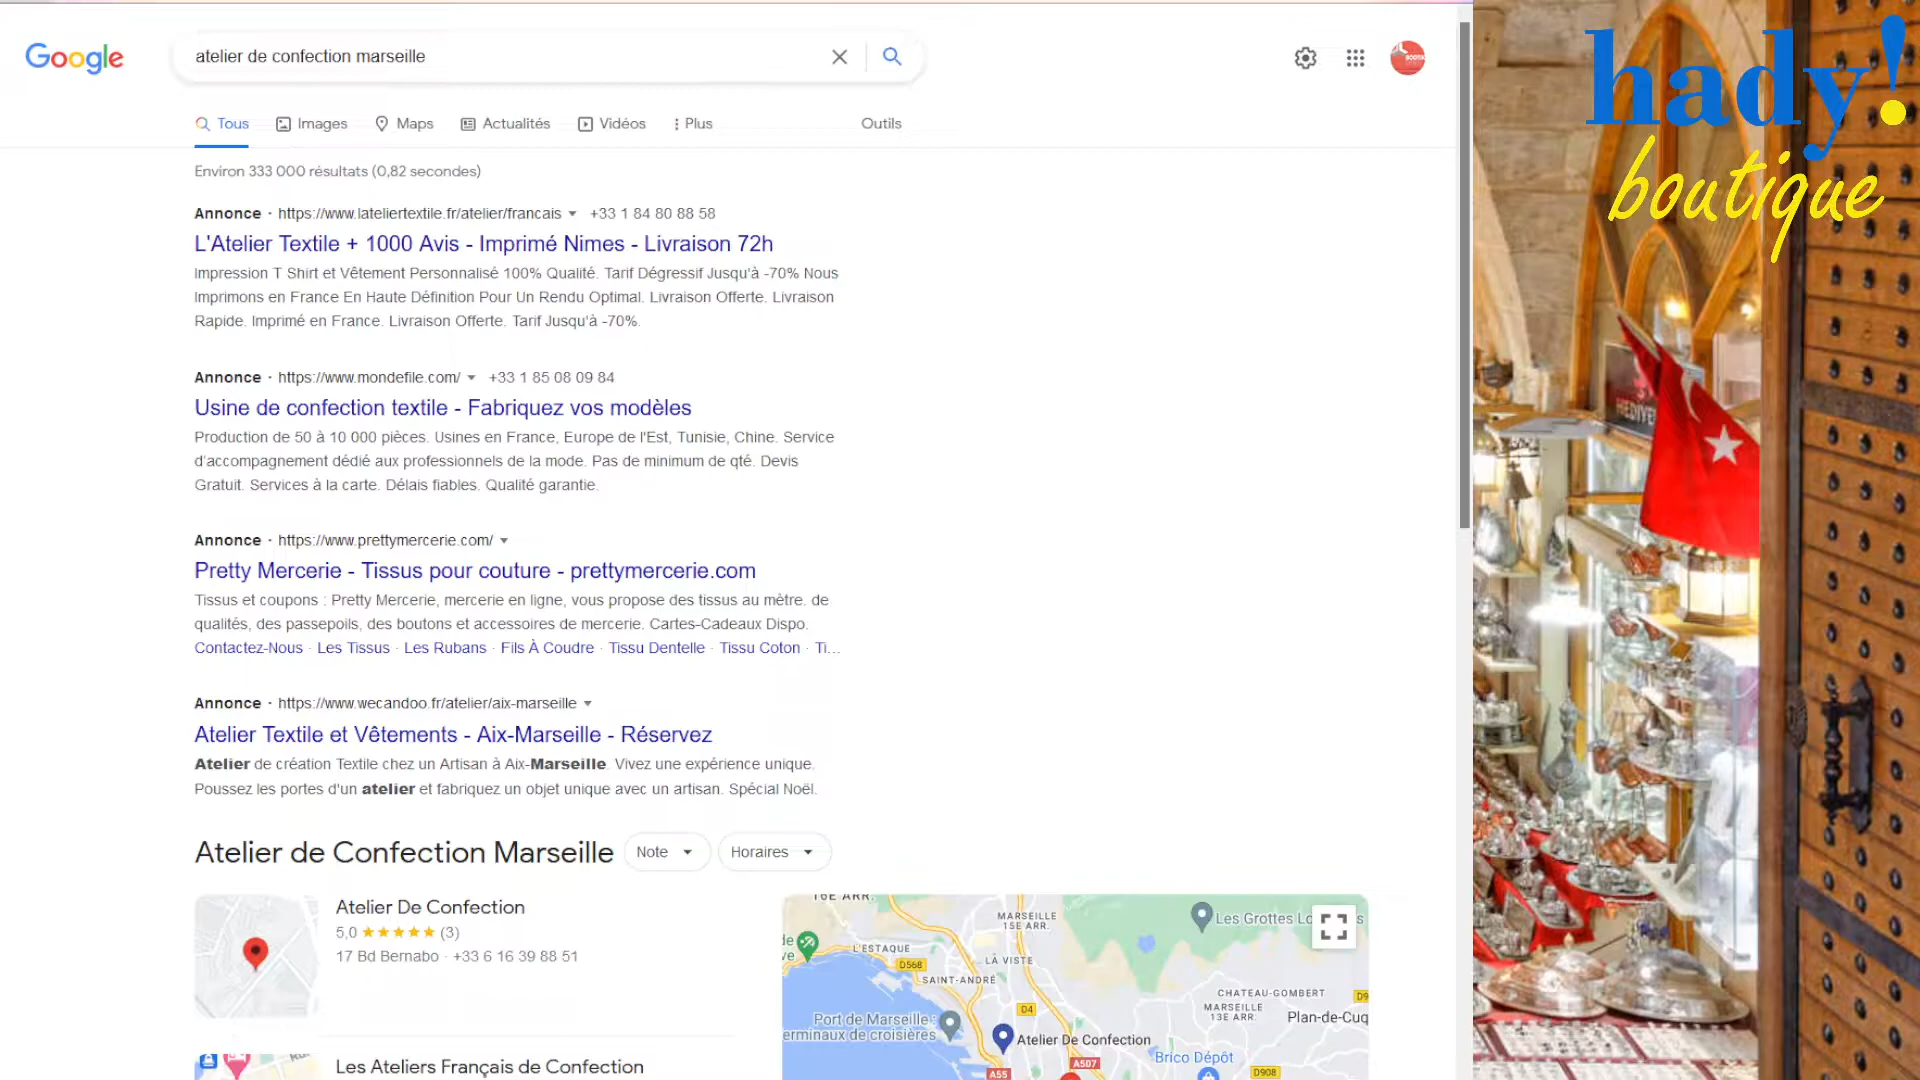 Google
atelier de confection marseille
Tous
Images
Maps
Actualités
Vidéos
Plus
Outils
Environ 333 000 résultats (0,82 secondes)
Annonce · https://www.lateliertextile.fr/atelier/francais +33 1 84 80 88 58
L'Atelier Textile + 1000 Avis - Imprimé Nimes - Livraison 72h
Impression T Shirt et Vêtement Personnalisé 100% Qualité. Tarif Dégressif Jusqu'à -70% Nous
Imprimons en France En Haute Définition Pour Un Rendu Optimal. Livraison Offerte. Livraison
Rapide. Imprimé en France. Livraison Offerte. Tarif Jusqu'à -70%.
Annonce · https://www.mondefile.com/ +33 1 85 08 09 84
Usine de confection textile - Fabriquez vos modèles
Production de 50 à 10 000 pièces. Usines en France, Europe de l'Est, Tunisie, Chine. Service
d'accompagnement dédié aux professionnels de la mode. Pas de minimum de qté. Devis
Gratuit. Services à la carte. Délais fiables. Qualité garantie.
Annonce · https://www.prettymercerie.com/
Pretty Mercerie - Tissus pour couture - prettymercerie.com
Tissus et coupons : Pretty Mercerie, mercerie en ligne, vous propose des tissus au mètre. de
qualités, des passepoils, des boutons et accessoires de mercerie. Cartes-Cadeaux Dispo.
Contactez-Nous · Les Tissus · Les Rubans · Fils À Coudre · Tissu Dentelle · Tissu Coton · Ti...
Annonce · https://www.wecandoo.fr/atelier/aix-marseille
Atelier Textile et Vêtements - Aix-Marseille - Réservez
Atelier de création Textile chez un Artisan à Aix-Marseille. Vivez une expérience unique.
Poussez les portes d'un atelier et fabriquez un objet unique avec un artisan. Spécial Noël.
Atelier de Confection Marseille
Note
Horaires
Atelier De Confection
5,0 ★★★★★ (3)
17 Bd Bernabo · +33 6 16 39 88 51
Les Ateliers Français de Confection
16E ARR.
MARSEILLE
15E ARR.
Les Grottes Lo
L'ESTAQUE
D568
LA VISTE
SAINT-ANDRÉ
D4
CHATEAU-GOMBERT
MARSEILLE
13E ARR.
D9
Plan-de-Cuq
Port de Marseille :
erminaux de croisières
Atelier De Confection
A507
A55
Brico Dépôt
D908
hady!
boutique